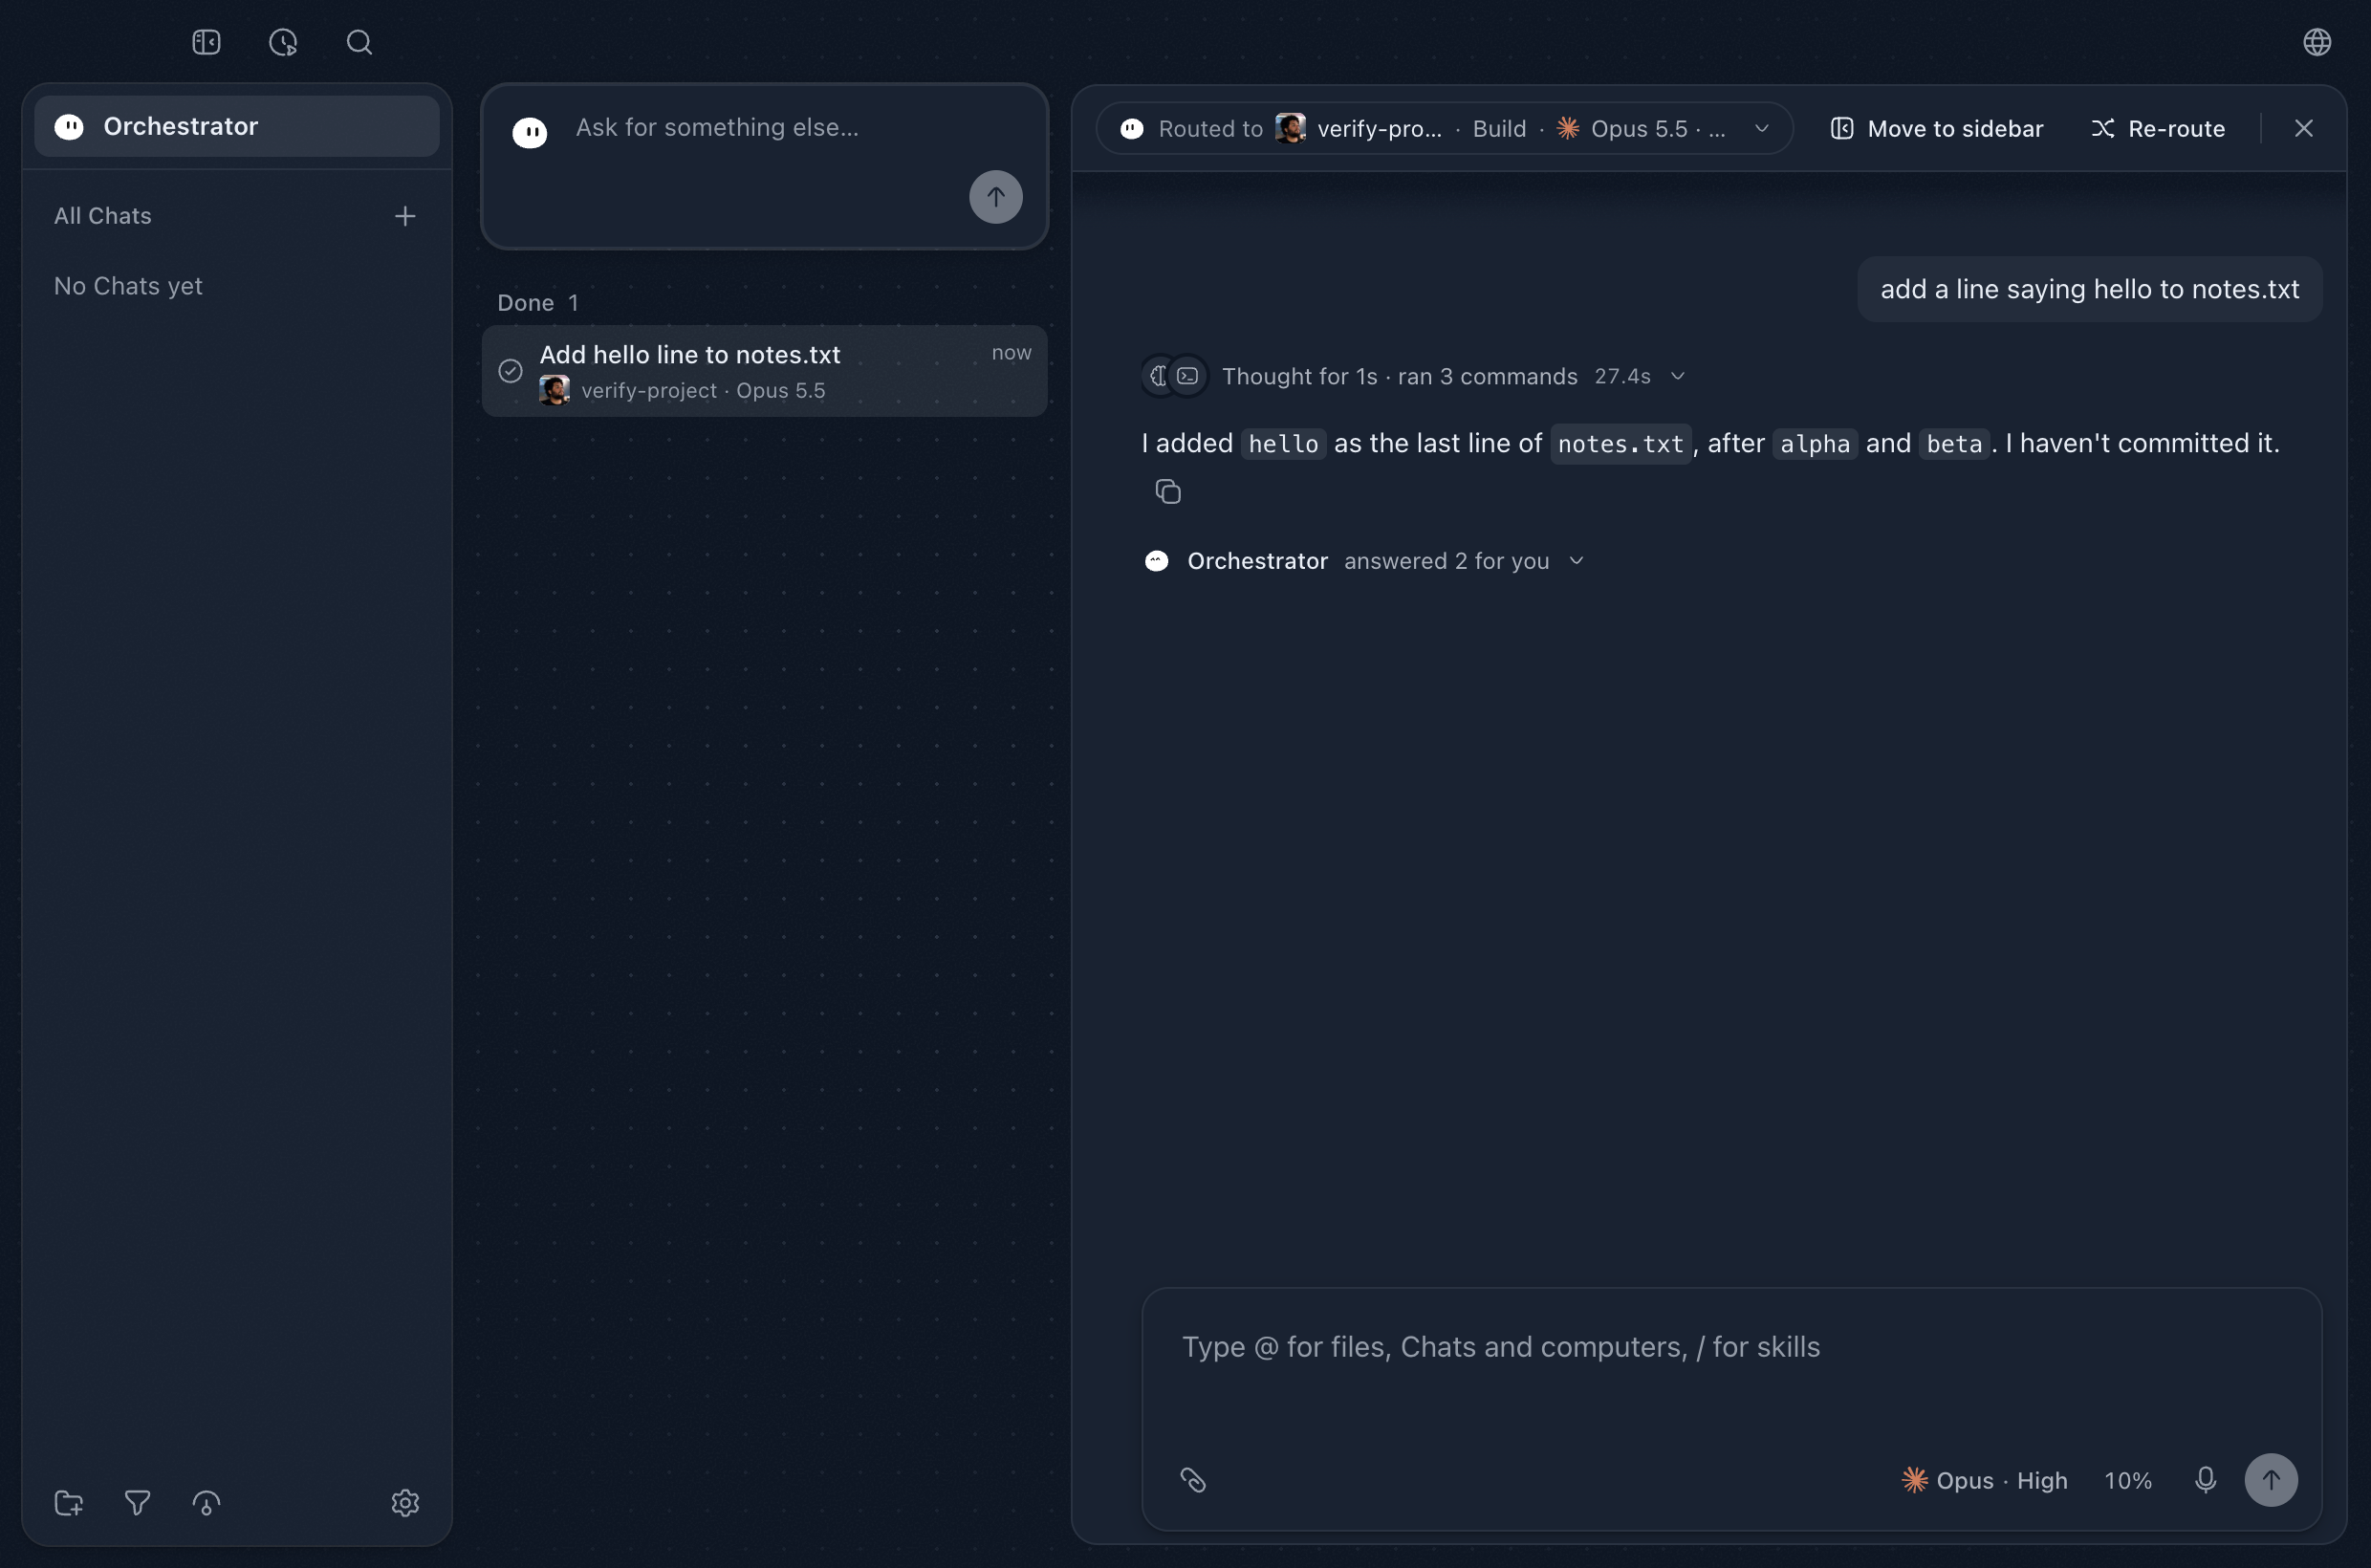 Orchestrator
All Chats
No Chats yet
Ask for something else...
Done 1
Add hello line to notes.txt now
verify-project · Opus 5.5
Routed to verify-pro... · Build · Opus 5.5 · ...
Move to sidebar
Re-route
add a line saying hello to notes.txt
Thought for 1s · ran 3 commands 27.4s
I added hello as the last line of notes.txt, after alpha and beta. I haven't committed it.
Orchestrator answered 2 for you
Type @ for files, Chats and computers, / for skills
Opus · High 10%